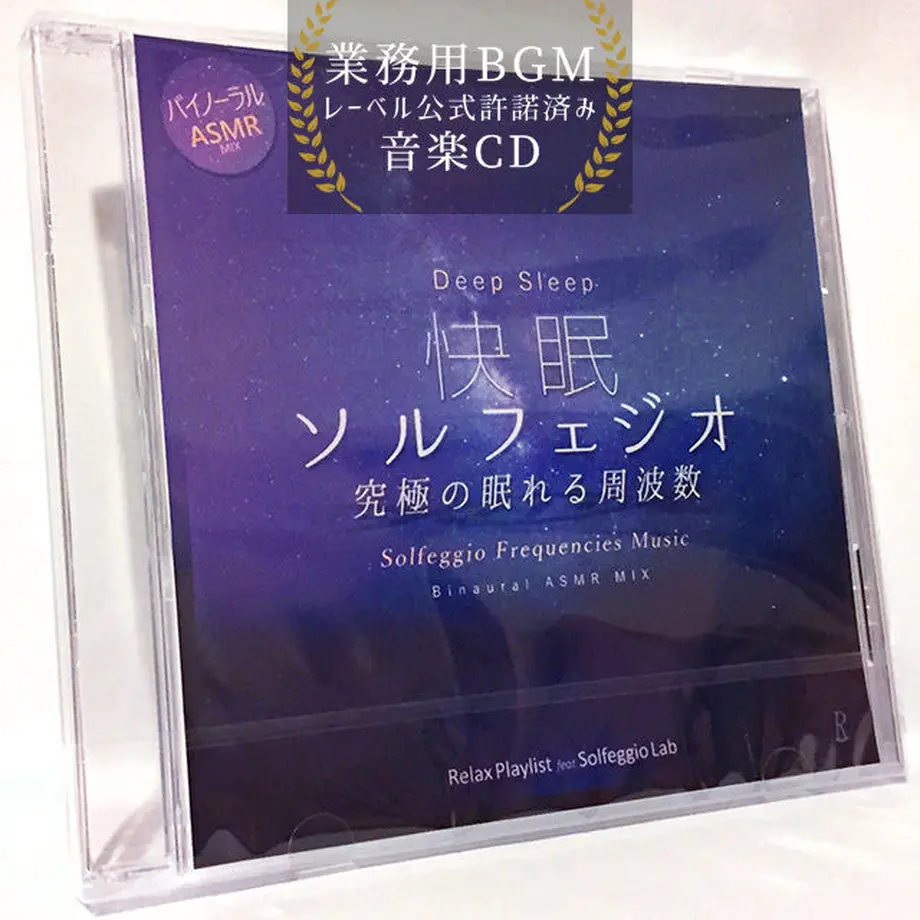 業務用BGM
レーベル公式許諾済み
音楽CD
バイノーラル
ASMR
MIX
Deep Sleep
快眠
ソルフェジオ
究極の眠れる周波数
Solfeggio Frequencies Music
Binaural ASMR MIX
Relax Playlist feat. Solfeggio Lab
R